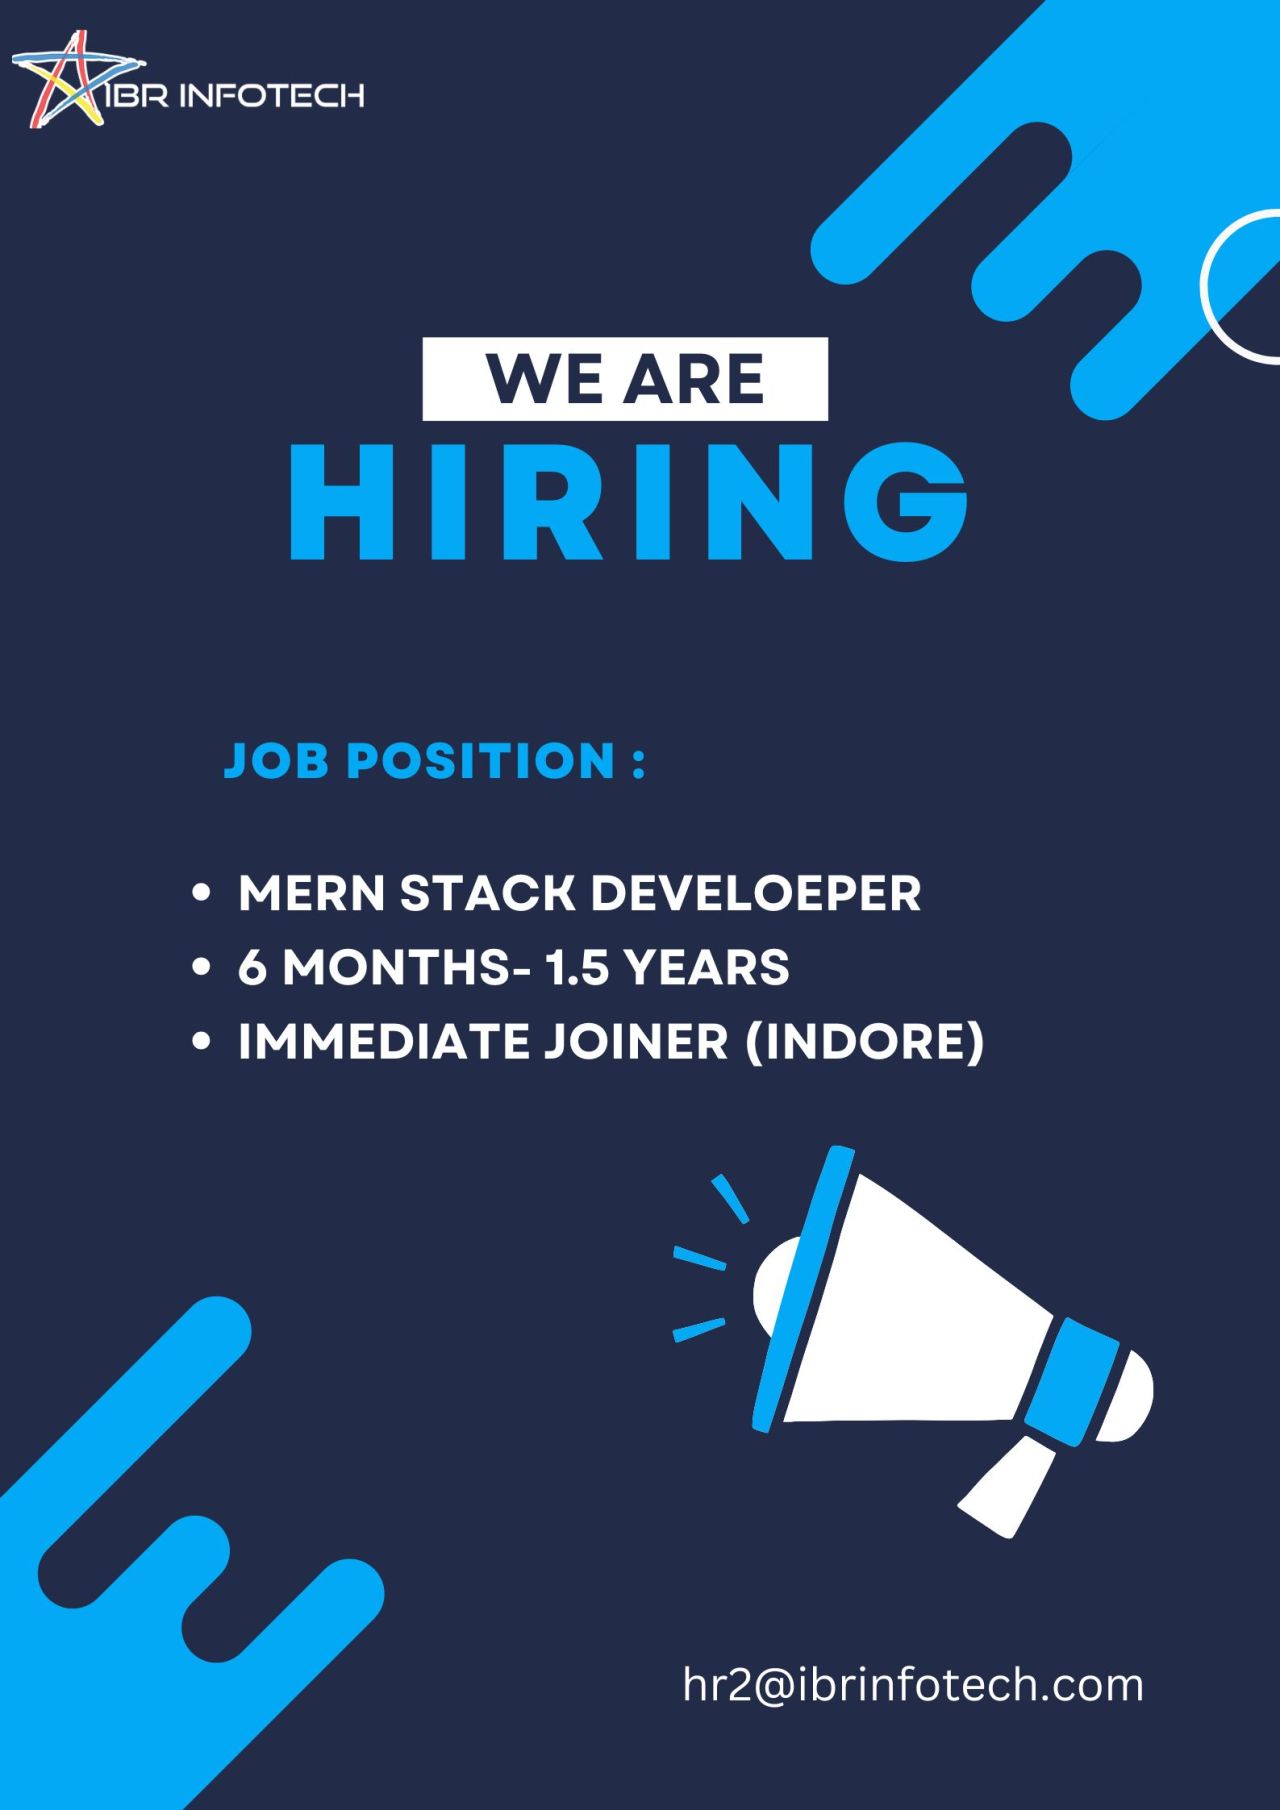 IBR INFOTECH
WE ARE
HIRING
JOB POSITION :
• MERN STACK DEVELOEPER
• 6 MONTHS- 1.5 YEARS
• IMMEDIATE JOINER (INDORE)
hr2@ibrinfotech.com